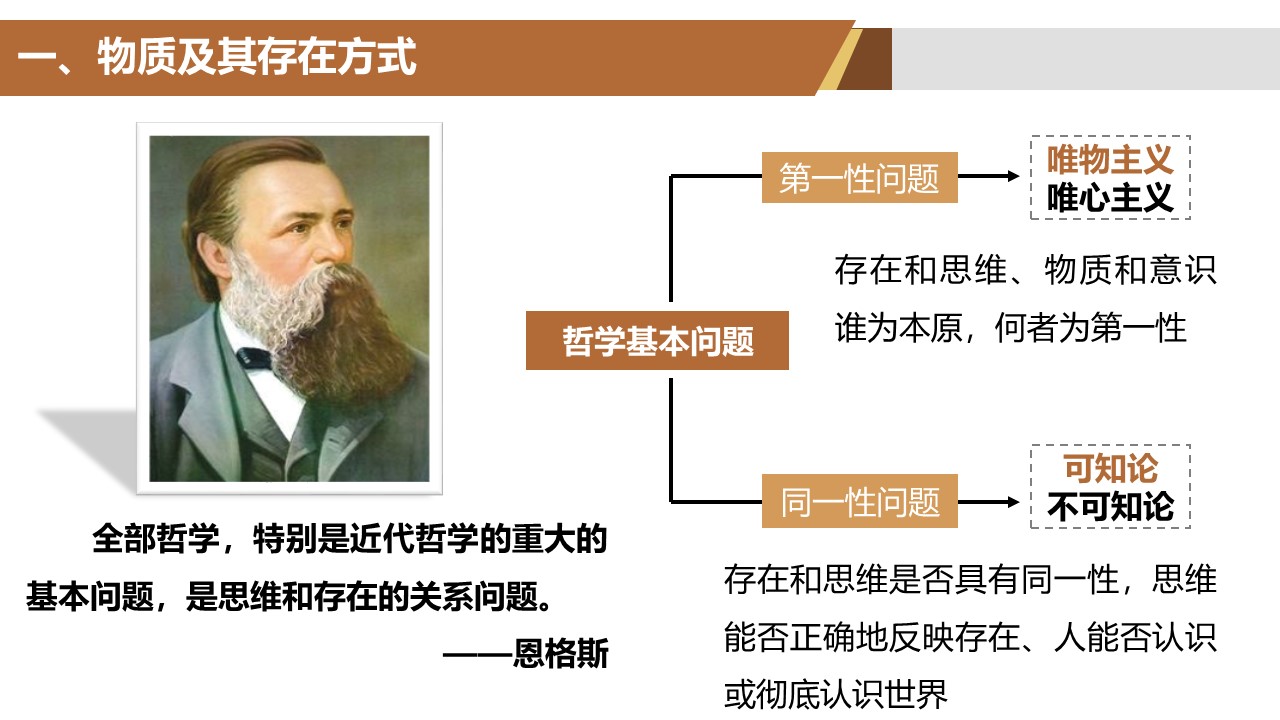 一、物质及其存在方式
第一性问题
唯物主义
唯心主义
存在和思维、物质和意识
谁为本原，何者为第一性
哲学基本问题
同一性问题
可知论
不可知论
存在和思维是否具有同一性，思维
能否正确地反映存在、人能否认识
或彻底认识世界
全部哲学，特别是近代哲学的重大的
基本问题，是思维和存在的关系问题。
——恩格斯